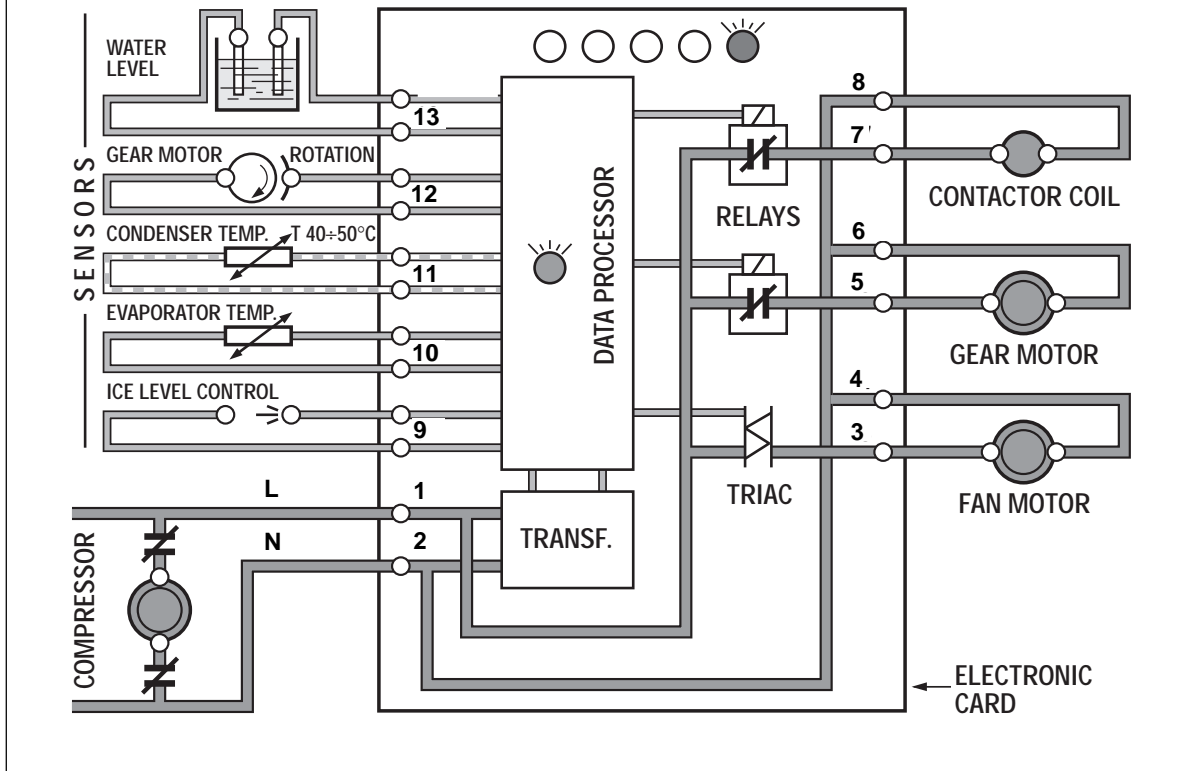 WATER
LEVEL
13
GEAR MOTOR ROTATION
12
CONDENSER TEMP. T 40÷50°C
11
EVAPORATOR TEMP.
10
ICE LEVEL CONTROL
9
SENSORS
L
1
N
2
COMPRESSOR
DATA PROCESSOR
TRANSF.
RELAYS
TRIAC
8
7
CONTACTOR COIL
6
5
GEAR MOTOR
4
3
FAN MOTOR
ELECTRONIC
CARD